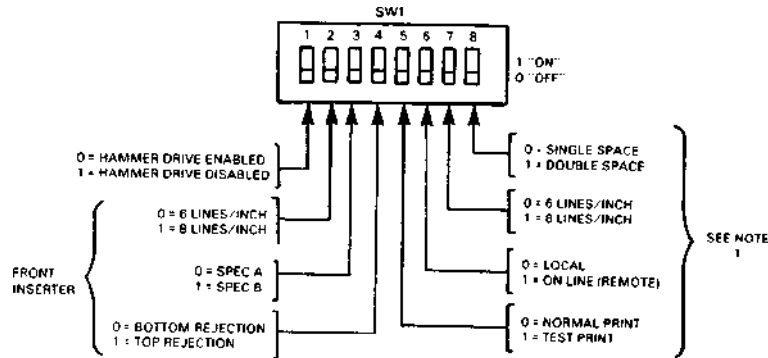 SW1
1 2 3 4 5 6 7 8
1 "ON"
0 "OFF"
0 = HAMMER DRIVE ENABLED
1 = HAMMER DRIVE DISABLED
0 = 6 LINES/INCH
1 = 8 LINES/INCH
0 = SPEC A
1 = SPEC B
0 = BOTTOM REJECTION
1 = TOP REJECTION
FRONT
INSERTER
0 - SINGLE SPACE
1 = DOUBLE SPACE
0 = 6 LINES/INCH
1 = 8 LINES/INCH
0 = LOCAL
1 = ON LINE (REMOTE)
0 = NORMAL PRINT
1 = TEST PRINT
SEE NOTE
1